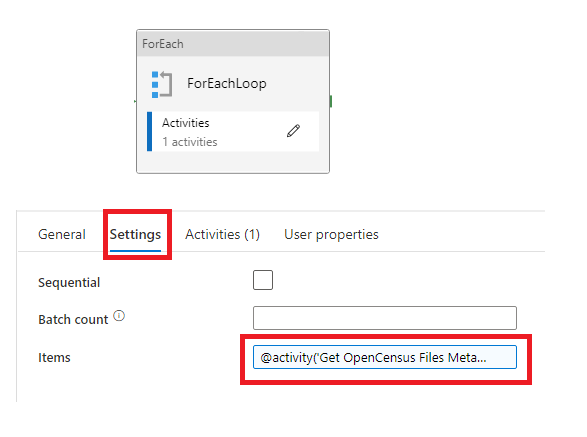 ForEach
ForEachLoop
Activities
1 activities
General Settings Activities (1) User properties
Sequential
Batch count
Items @activity('Get OpenCensus Files Meta...